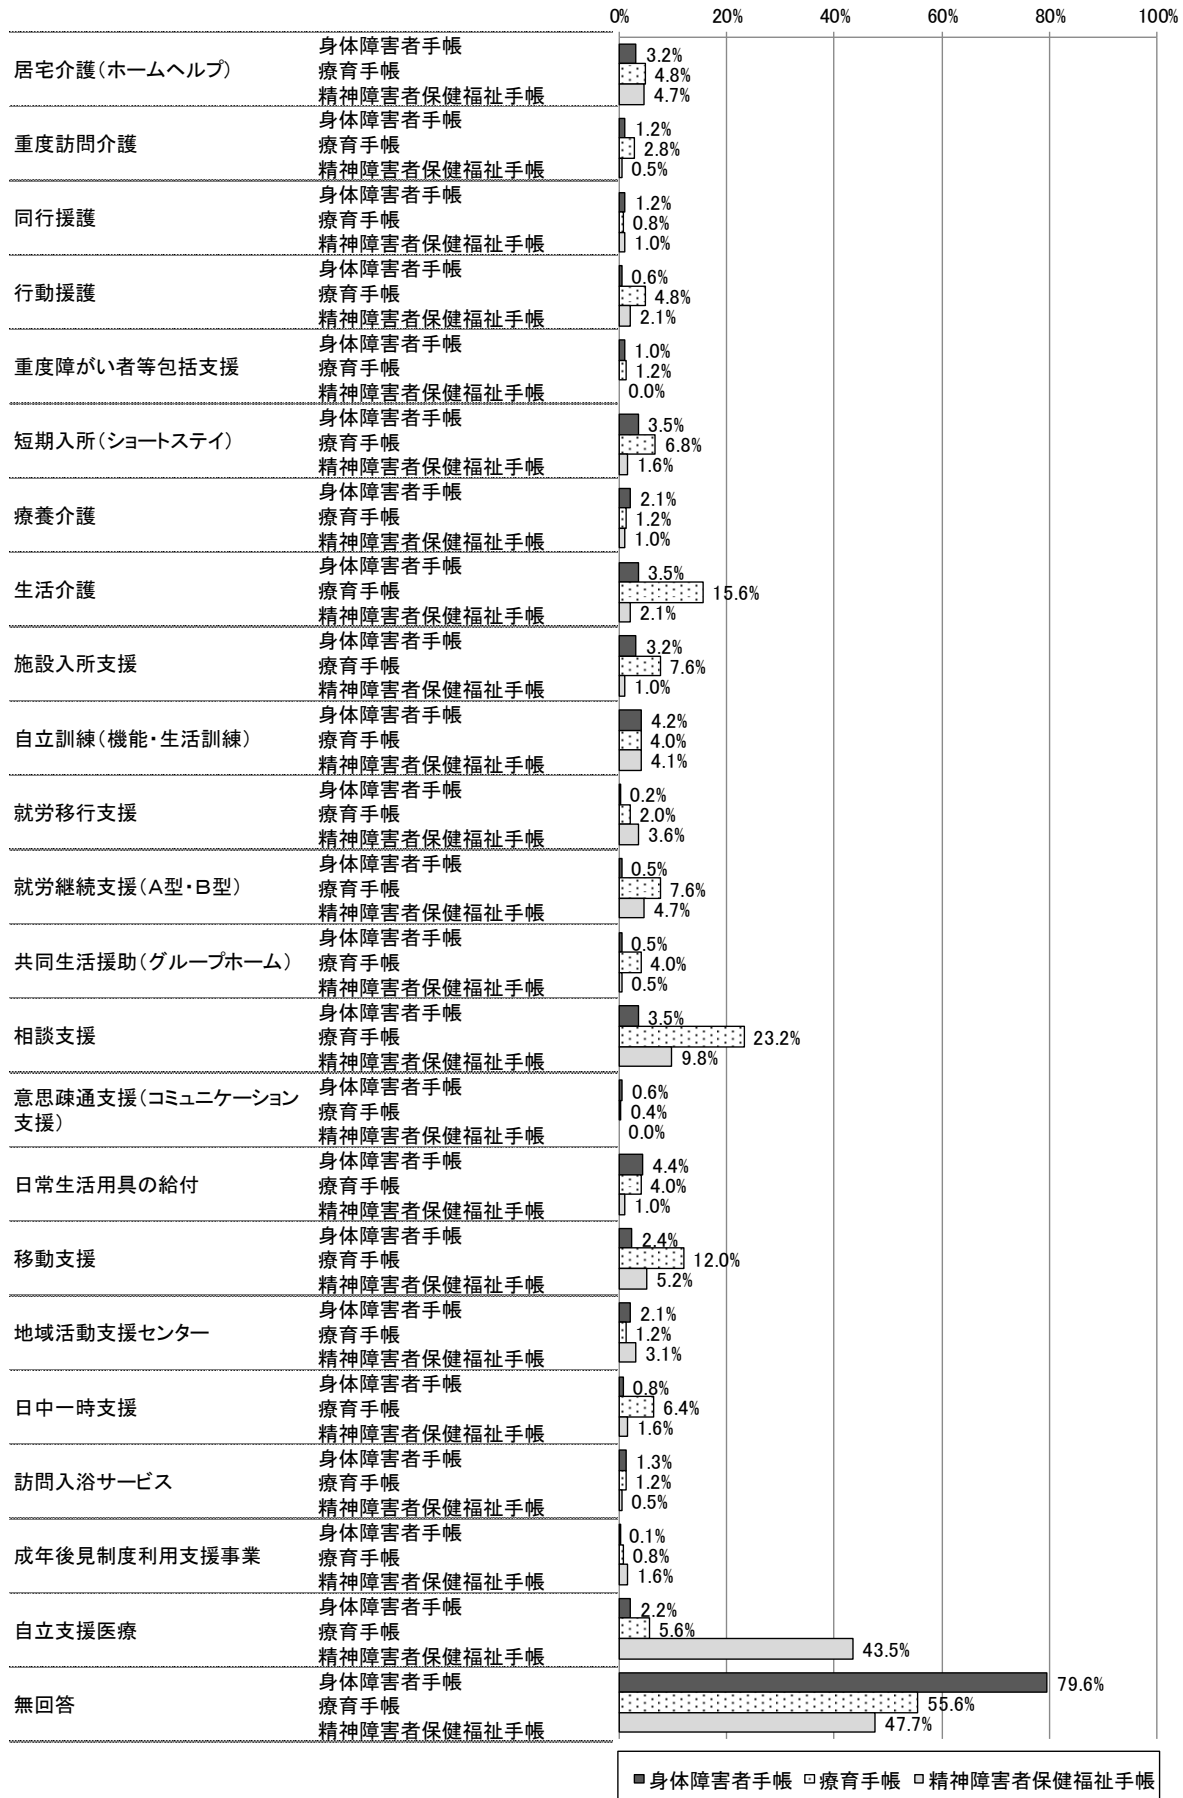 0% 20% 40% 60% 80% 100%
居宅介護（ホームヘルプ）
身体障害者手帳 3.2%
療育手帳 4.8%
精神障害者保健福祉手帳 4.7%
重度訪問介護
身体障害者手帳 1.2%
療育手帳 2.8%
精神障害者保健福祉手帳 0.5%
同行援護
身体障害者手帳 1.2%
療育手帳 0.8%
精神障害者保健福祉手帳 1.0%
行動援護
身体障害者手帳 0.6%
療育手帳 4.8%
精神障害者保健福祉手帳 2.1%
重度障がい者等包括支援
身体障害者手帳 1.0%
療育手帳 1.2%
精神障害者保健福祉手帳 0.0%
短期入所（ショートステイ）
身体障害者手帳 3.5%
療育手帳 6.8%
精神障害者保健福祉手帳 1.6%
療養介護
身体障害者手帳 2.1%
療育手帳 1.2%
精神障害者保健福祉手帳 1.0%
生活介護
身体障害者手帳 3.5%
療育手帳 15.6%
精神障害者保健福祉手帳 2.1%
施設入所支援
身体障害者手帳 3.2%
療育手帳 7.6%
精神障害者保健福祉手帳 1.0%
自立訓練（機能・生活訓練）
身体障害者手帳 4.2%
療育手帳 4.0%
精神障害者保健福祉手帳 4.1%
就労移行支援
身体障害者手帳 0.2%
療育手帳 2.0%
精神障害者保健福祉手帳 3.6%
就労継続支援（A型・B型）
身体障害者手帳 0.5%
療育手帳 7.6%
精神障害者保健福祉手帳 4.7%
共同生活援助（グループホーム）
身体障害者手帳 0.5%
療育手帳 4.0%
精神障害者保健福祉手帳 0.5%
相談支援
身体障害者手帳 3.5%
療育手帳 23.2%
精神障害者保健福祉手帳 9.8%
意思疎通支援（コミュニケーション
支援）
身体障害者手帳 0.6%
療育手帳 0.4%
精神障害者保健福祉手帳 0.0%
日常生活用具の給付
身体障害者手帳 4.4%
療育手帳 4.0%
精神障害者保健福祉手帳 1.0%
移動支援
身体障害者手帳 2.4%
療育手帳 12.0%
精神障害者保健福祉手帳 5.2%
地域活動支援センター
身体障害者手帳 2.1%
療育手帳 1.2%
精神障害者保健福祉手帳 3.1%
日中一時支援
身体障害者手帳 0.8%
療育手帳 6.4%
精神障害者保健福祉手帳 1.6%
訪問入浴サービス
身体障害者手帳 1.3%
療育手帳 1.2%
精神障害者保健福祉手帳 0.5%
成年後見制度利用支援事業
身体障害者手帳 0.1%
療育手帳 0.8%
精神障害者保健福祉手帳 1.6%
自立支援医療
身体障害者手帳 2.2%
療育手帳 5.6%
精神障害者保健福祉手帳 43.5%
無回答
身体障害者手帳 79.6%
療育手帳 55.6%
精神障害者保健福祉手帳 47.7%
身体障害者手帳 療育手帳 精神障害者保健福祉手帳